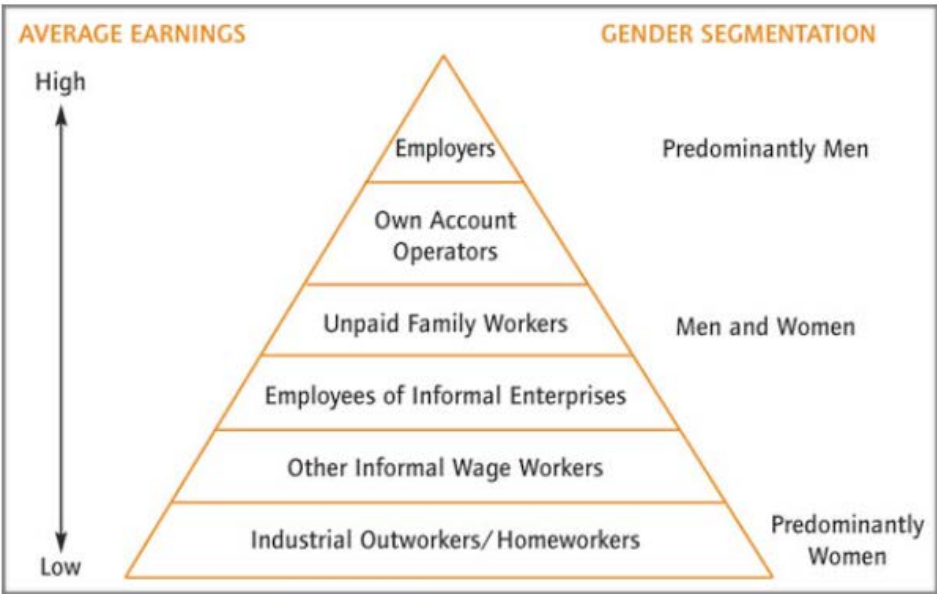 AVERAGE EARNINGS
GENDER SEGMENTATION
High
Employers
Predominantly Men
Own Account
Operators
Unpaid Family Workers
Men and Women
Employees of Informal Enterprises
Other Informal Wage Workers
Industrial Outworkers/Homeworkers
Predominantly
Women
Low